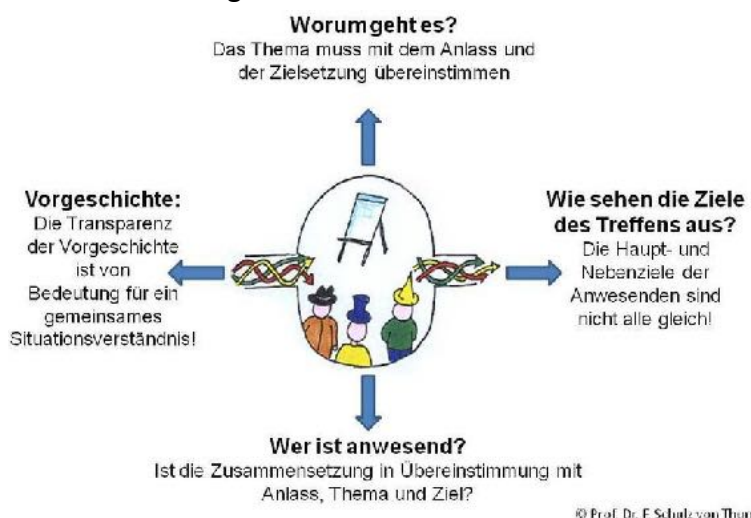 Worum geht es?
Das Thema muss mit dem Anlass und
der Zielsetzung übereinstimmen
Vorgeschichte:
Die Transparenz
der Vorgeschichte
ist von
Bedeutung für ein
gemeinsames
Situationsverständnis!
Wie sehen die Ziele
des Treffens aus?
Die Haupt- und
Nebenziele der
Anwesenden sind
nicht alle gleich!
Wer ist anwesend?
Ist die Zusammensetzung in Übereinstimmung mit
Anlass, Thema und Ziel?
© Prof. Dr. F. Schulz von Thun